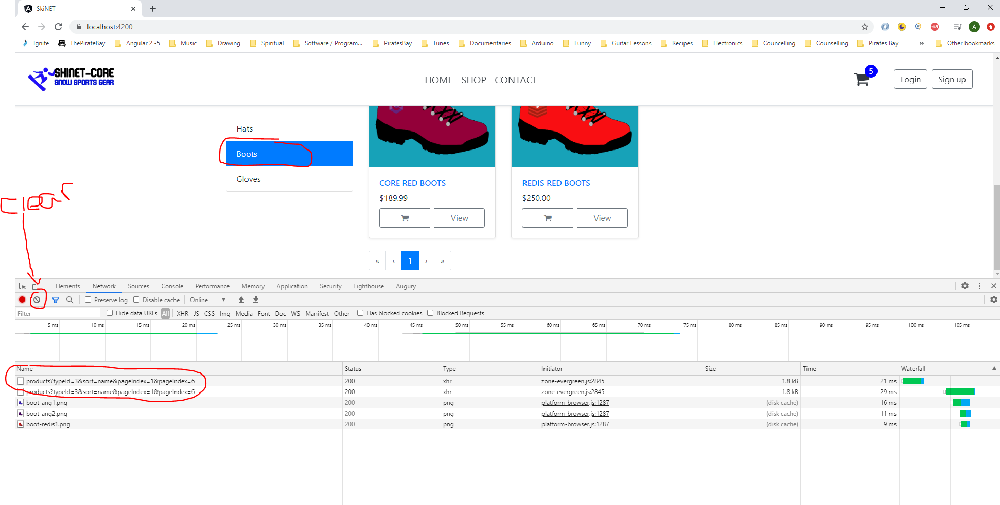 SkiNET
localhost:4200
A
Ignite ThePirateBay Angular 2 -5 Music Drawing Spiritual Software / Program... PiratesBay Tunes Documentaries Arduino Funny Guitar Lessons Recipes Electronics Councelling Counselling Pirates Bay » Other bookmarks
SKINET-CORE
SNOW SPORTS GEAR
HOME SHOP CONTACT
5
Login Sign up
Boards
Hats
Boots
Gloves
CORE RED BOOTS
$189.99
View
REDIS RED BOOTS
$250.00
View
clear
« ‹ 1 › »
Elements Network Sources Console Performance Memory Application Security Lighthouse Augury
Preserve log Disable cache Online
Filter Hide data URLs All XHR JS CSS Img Media Font Doc WS Manifest Other Has blocked cookies Blocked Requests
5 ms 10 ms 15 ms 20 ms 25 ms 30 ms 35 ms 40 ms 45 ms 50 ms 55 ms 60 ms 65 ms 70 ms 75 ms 80 ms 85 ms 90 ms 95 ms 100 ms 105 ms
Name Status Type Initiator Size Time Waterfall
products?typeId=3&sort=name&pageIndex=1&pageIndex=6 200 xhr zone-evergreen.js:2845 1.8 kB 21 ms
products?typeId=3&sort=name&pageIndex=1&pageIndex=6 200 xhr zone-evergreen.js:2845 1.8 kB 29 ms
boot-ang1.png 200 png platform-browser.js:1287 (disk cache) 16 ms
boot-ang2.png 200 png platform-browser.js:1287 (disk cache) 11 ms
boot-redis1.png 200 png platform-browser.js:1287 (disk cache) 9 ms